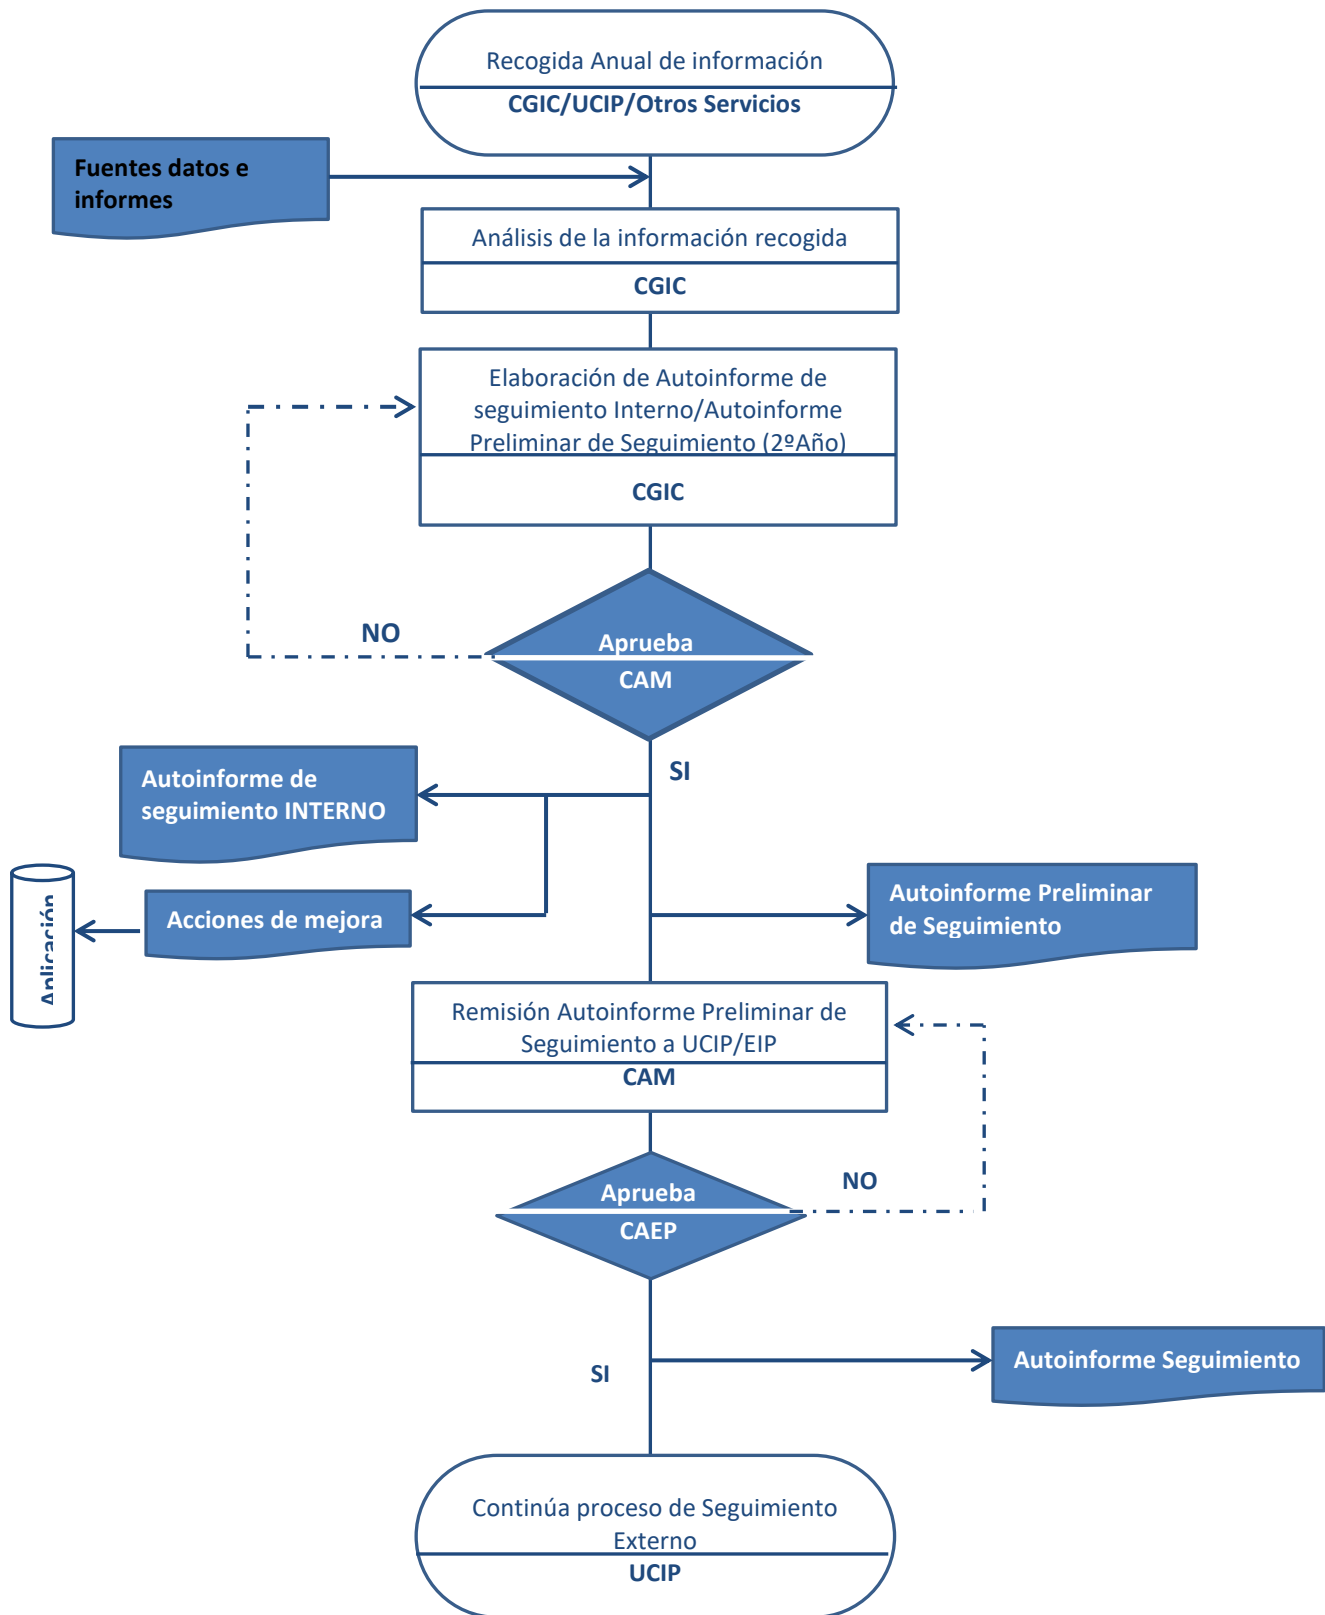 Recogida Anual de información
CGIC/UCIP/Otros Servicios
Fuentes datos e
informes
Análisis de la información recogida
CGIC
Elaboración de Autoinforme de
seguimiento Interno/Autoinforme
Preliminar de Seguimiento (2ºAño)
CGIC
NO
Aprueba
CAM
SI
Autoinforme de
seguimiento INTERNO
Aplicación
Acciones de mejora
Autoinforme Preliminar
de Seguimiento
Remisión Autoinforme Preliminar de
Seguimiento a UCIP/EIP
CAM
Aprueba
CAEP
NO
SI
Autoinforme Seguimiento
Continúa proceso de Seguimiento
Externo
UCIP